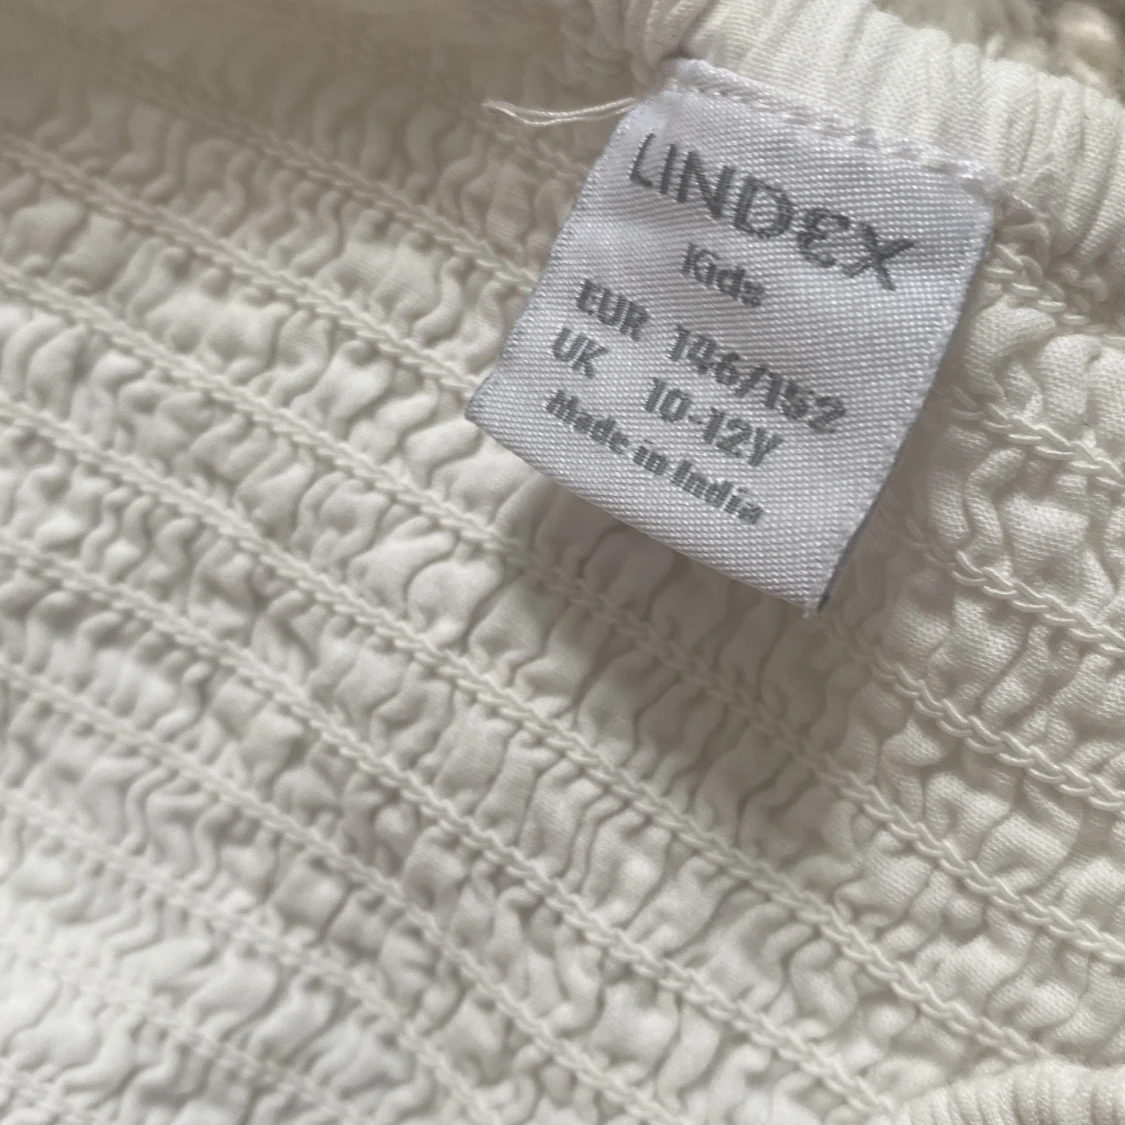 LINDEX
Kids
EUR 146/152
UK 10-12Y
Made in India